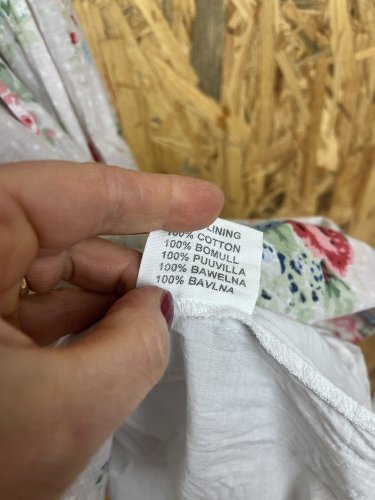 LINING
100% COTTON
100% BOMULL
100% PUUVILLA
100% BAWELNA
100% BAVLNA